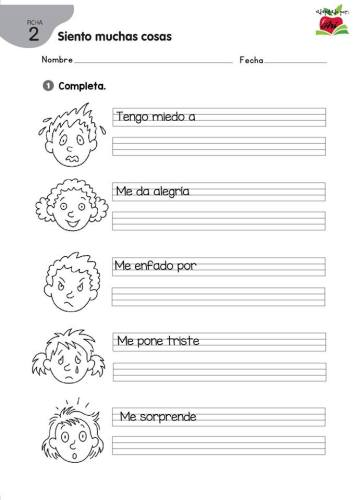 FICHA
2
Siento muchas cosas
Nombre
Fecha
1 Completa.
Tengo miedo a
Me da alegría
Me enfado por
Me pone triste
Me sorprende